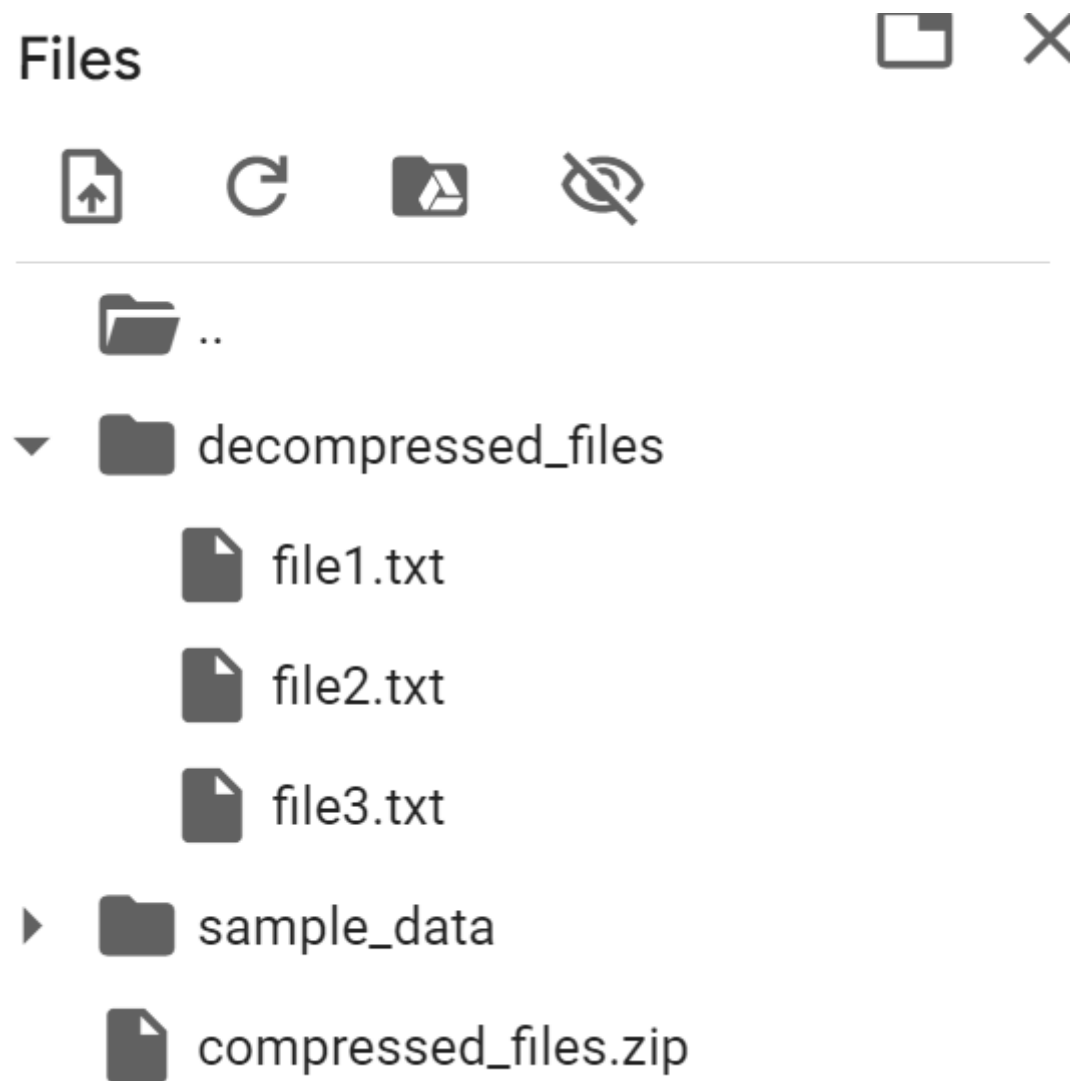 Files
..
decompressed_files
file1.txt
file2.txt
file3.txt
sample_data
compressed_files.zip